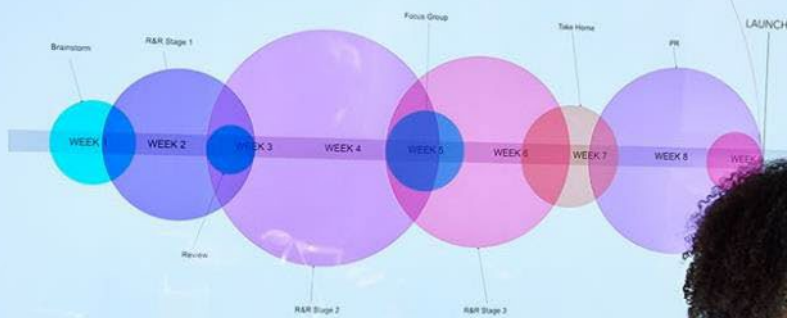 Brainstorm
R&R Stage 1
Focus Group
Take Home
PR
LAUNCH
WEEK 1
WEEK 2
WEEK 3
WEEK 4
WEEK 5
WEEK 6
WEEK 7
WEEK 8
WEEK
Review
R&R Stage 2
R&R Stage 3